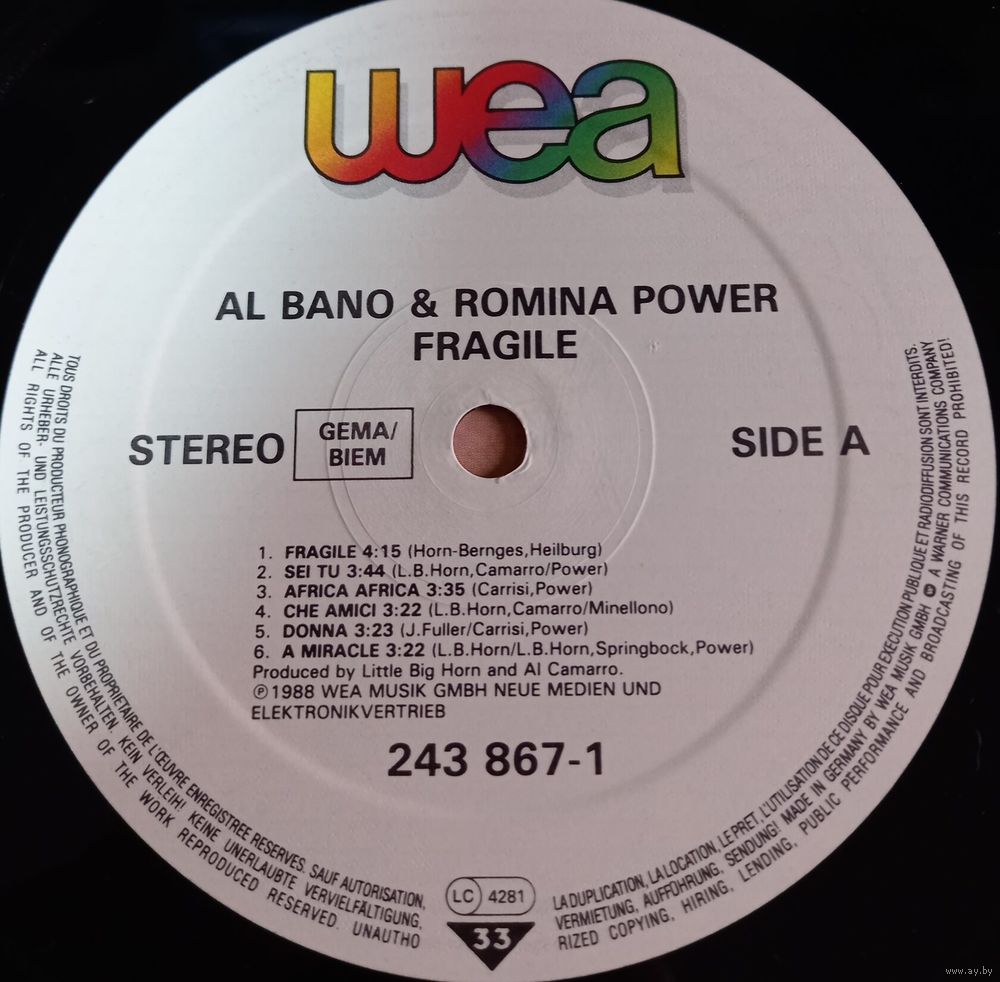 wea
AL BANO & ROMINA POWER
FRAGILE
STEREO
GEMA/
BIEM
SIDE A
1. FRAGILE 4:15 (Horn-Bernges,Heilburg)
2. SEI TU 3:44 (L.B.Horn,Camarro/Power)
3. AFRICA AFRICA 3:35 (Carrisi,Power)
4. CHE AMICI 3:22 (L.B.Horn,Camarro/Minellono)
5. DONNA 3:23 (J.Fuller/Carrisi,Power)
6. A MIRACLE 3:22 (L.B.Horn/L.B.Horn,Springbock,Power)
Produced by Little Big Horn and Al Camarro.
℗1988 WEA MUSIK GMBH NEUE MEDIEN UND
ELEKTRONIKVERTRIEB
243 867-1
TOUS DROITS DU PRODUCTEUR PHONOGRAPHIQUE ET DU PROPRIETAIRE DE L'ŒUVRE ENREGISTREE RESERVES. SAUF AUTORISATION, LA DUPLICATION, LA LOCATION, LE PRET, L'UTILISATION DE CE DISQUE POUR EXECUTION PUBLIQUE ET RADIODIFFUSION SONT INTERDITS.
ALLE URHEBER- UND LEISTUNGSSCHUTZRECHTE VORBEHALTEN. KEIN VERLEIH! KEINE UNERLAUBTE VERVIELFÄLTIGUNG, VERMIETUNG, AUFFÜHRUNG, SENDUNG! MADE IN GERMANY BY WEA MUSIK GMBH A WARNER COMMUNICATIONS COMPANY
ALL RIGHTS OF THE PRODUCER AND OF THE OWNER OF THE WORK REPRODUCED RESERVED. UNAUTHORIZED COPYING, HIRING, LENDING, PUBLIC PERFORMANCE AND BROADCASTING OF THIS RECORD PROHIBITED!
LC 4281
33
www.ay.by